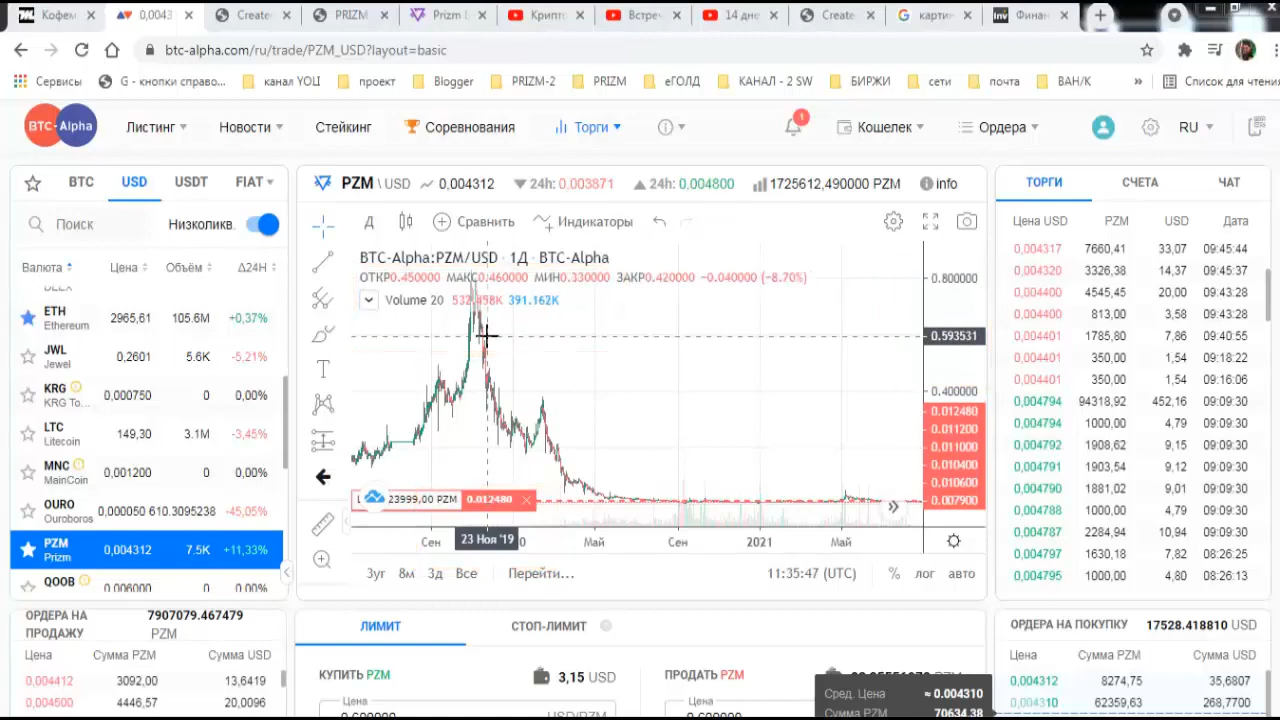 Кофем
0,0043
Create
PRIZM
Prizm L
Крипто
Встреч
14 дне
Create
картин
Финан
btc-alpha.com/ru/trade/PZM_USD?layout=basic
Сервисы
G - кнопки справо...
канал YOU
проект
Blogger
PRIZM-2
PRIZM
еГОЛД
КАНАЛ - 2 SW
БИРЖИ
сети
почта
ВАН/К
»
Список для чтения
BTC-Alpha
Листинг
Новости
Стейкинг
Соревнования
Торги
1
Кошелек
Ордера
RU
BTC USD USDT FIAT
Поиск
Низколикв.
Валюта Цена Объём Δ24H
ETH 2965,61 105.6M +0,37%
Ethereum
JWL 0,2601 5.6K -5,21%
Jewel
KRG 0,000750 0 0,00%
KRG To...
LTC 149,30 3.1M -3,45%
Litecoin
MNC 0,001200 0 0,00%
MainCoin
OURO 0,000050 610.3095238 -45,05%
Ouroboros
PZM 0,004312 7.5K +11,33%
Prizm
QOOB 0,006000 0 0,00%
PZM \ USD 0,004312 24h: 0,003871 24h: 0,004800 1725612,490000 PZM info
Д Сравнить Индикаторы
BTC-Alpha:PZM/USD · 1Д · BTC-Alpha
ОТКР0.450000 МАКС0.460000 МИН0.330000 ЗАКР0.420000 −0.040000 (−8.70%)
Volume 20 532.458K 391.162K
0.800000
0.593531
0.400000
0.012480
0.011200
0.011000
0.010400
0.010600
0.007900
23999,00 PZM 0.012480
Сен 23 Ноя '19 Май Сен 2021 Май
3уг 8м 3д Все Перейти... 11:35:47 (UTC) % лог авто
ТОРГИ СЧЕТА ЧАТ
Цена USD PZM USD Дата
0,004317 7660,41 33,07 09:45:44
0,004320 3326,38 14,37 09:45:37
0,004400 4545,45 20,00 09:43:28
0,004400 813,00 3,58 09:43:28
0,004401 1785,80 7,86 09:40:55
0,004401 350,00 1,54 09:18:22
0,004401 350,00 1,54 09:16:06
0,004794 94318,92 452,16 09:09:30
0,004794 1000,00 4,79 09:09:30
0,004792 1908,62 9,15 09:09:30
0,004791 1903,54 9,12 09:09:30
0,004790 1881,02 9,01 09:09:30
0,004788 1000,00 4,79 09:09:30
0,004787 2284,94 10,94 09:09:30
0,004797 1630,18 7,82 08:26:25
0,004795 1000,00 4,80 08:26:13
ОРДЕРА НА ПРОДАЖУ 7907079.467479 PZM
Цена Сумма PZM Сумма USD
0,004412 3092,00 13,6419
0,004500 4446,57 20,0096
ЛИМИТ СТОП-ЛИМИТ
КУПИТЬ PZM 3,15 USD
Цена
USD/PZM
ПРОДАТЬ PZM
Цена
Сред. Цена ≈ 0.004310
Сумма PZM 70634.38
ОРДЕРА НА ПОКУПКУ 17528.418810 USD
Цена Сумма PZM Сумма USD
0,004312 8274,75 35,6807
0,004310 62359,63 268,7700